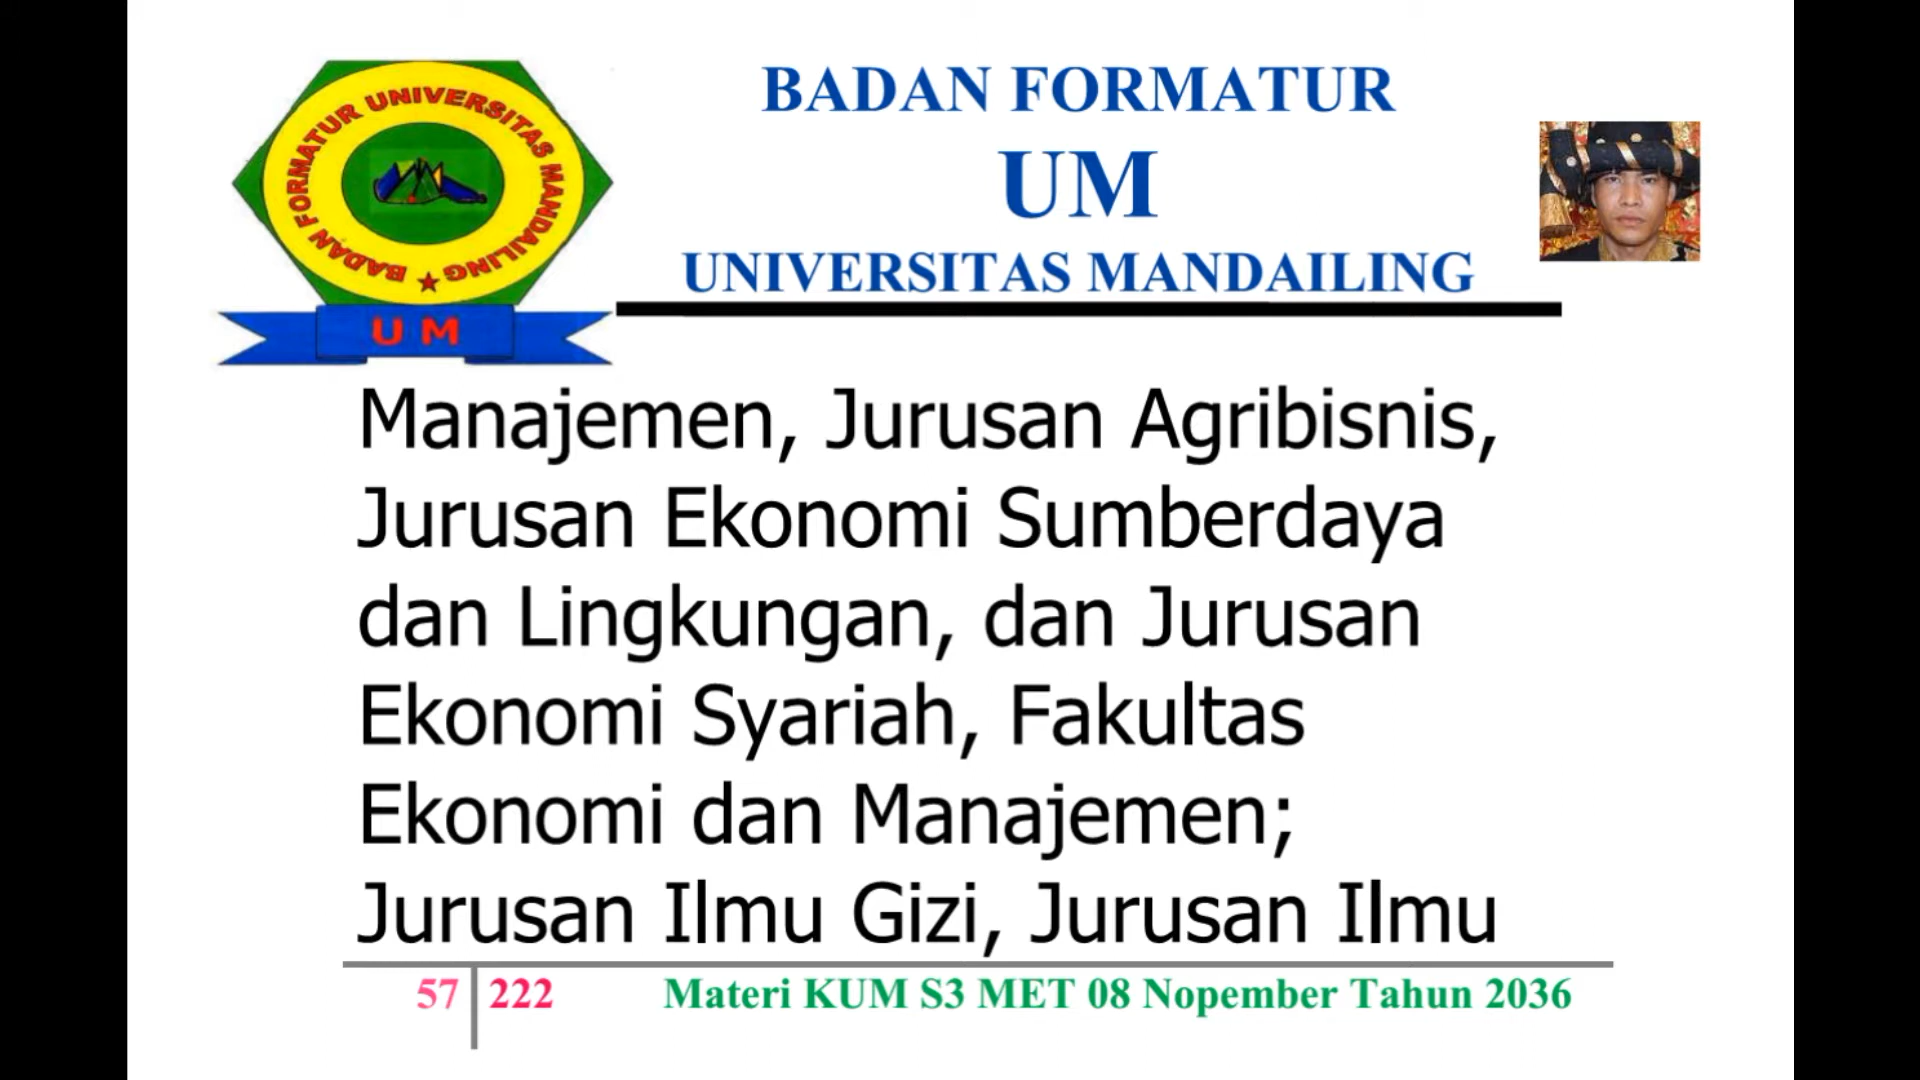 BADAN FORMATUR UNIVERSITAS MANDAILING
U M
BADAN FORMATUR
UM
UNIVERSITAS MANDAILING
Manajemen, Jurusan Agribisnis,
Jurusan Ekonomi Sumberdaya
dan Lingkungan, dan Jurusan
Ekonomi Syariah, Fakultas
Ekonomi dan Manajemen;
Jurusan Ilmu Gizi, Jurusan Ilmu
57 222 Materi KUM S3 MET 08 Nopember Tahun 2036